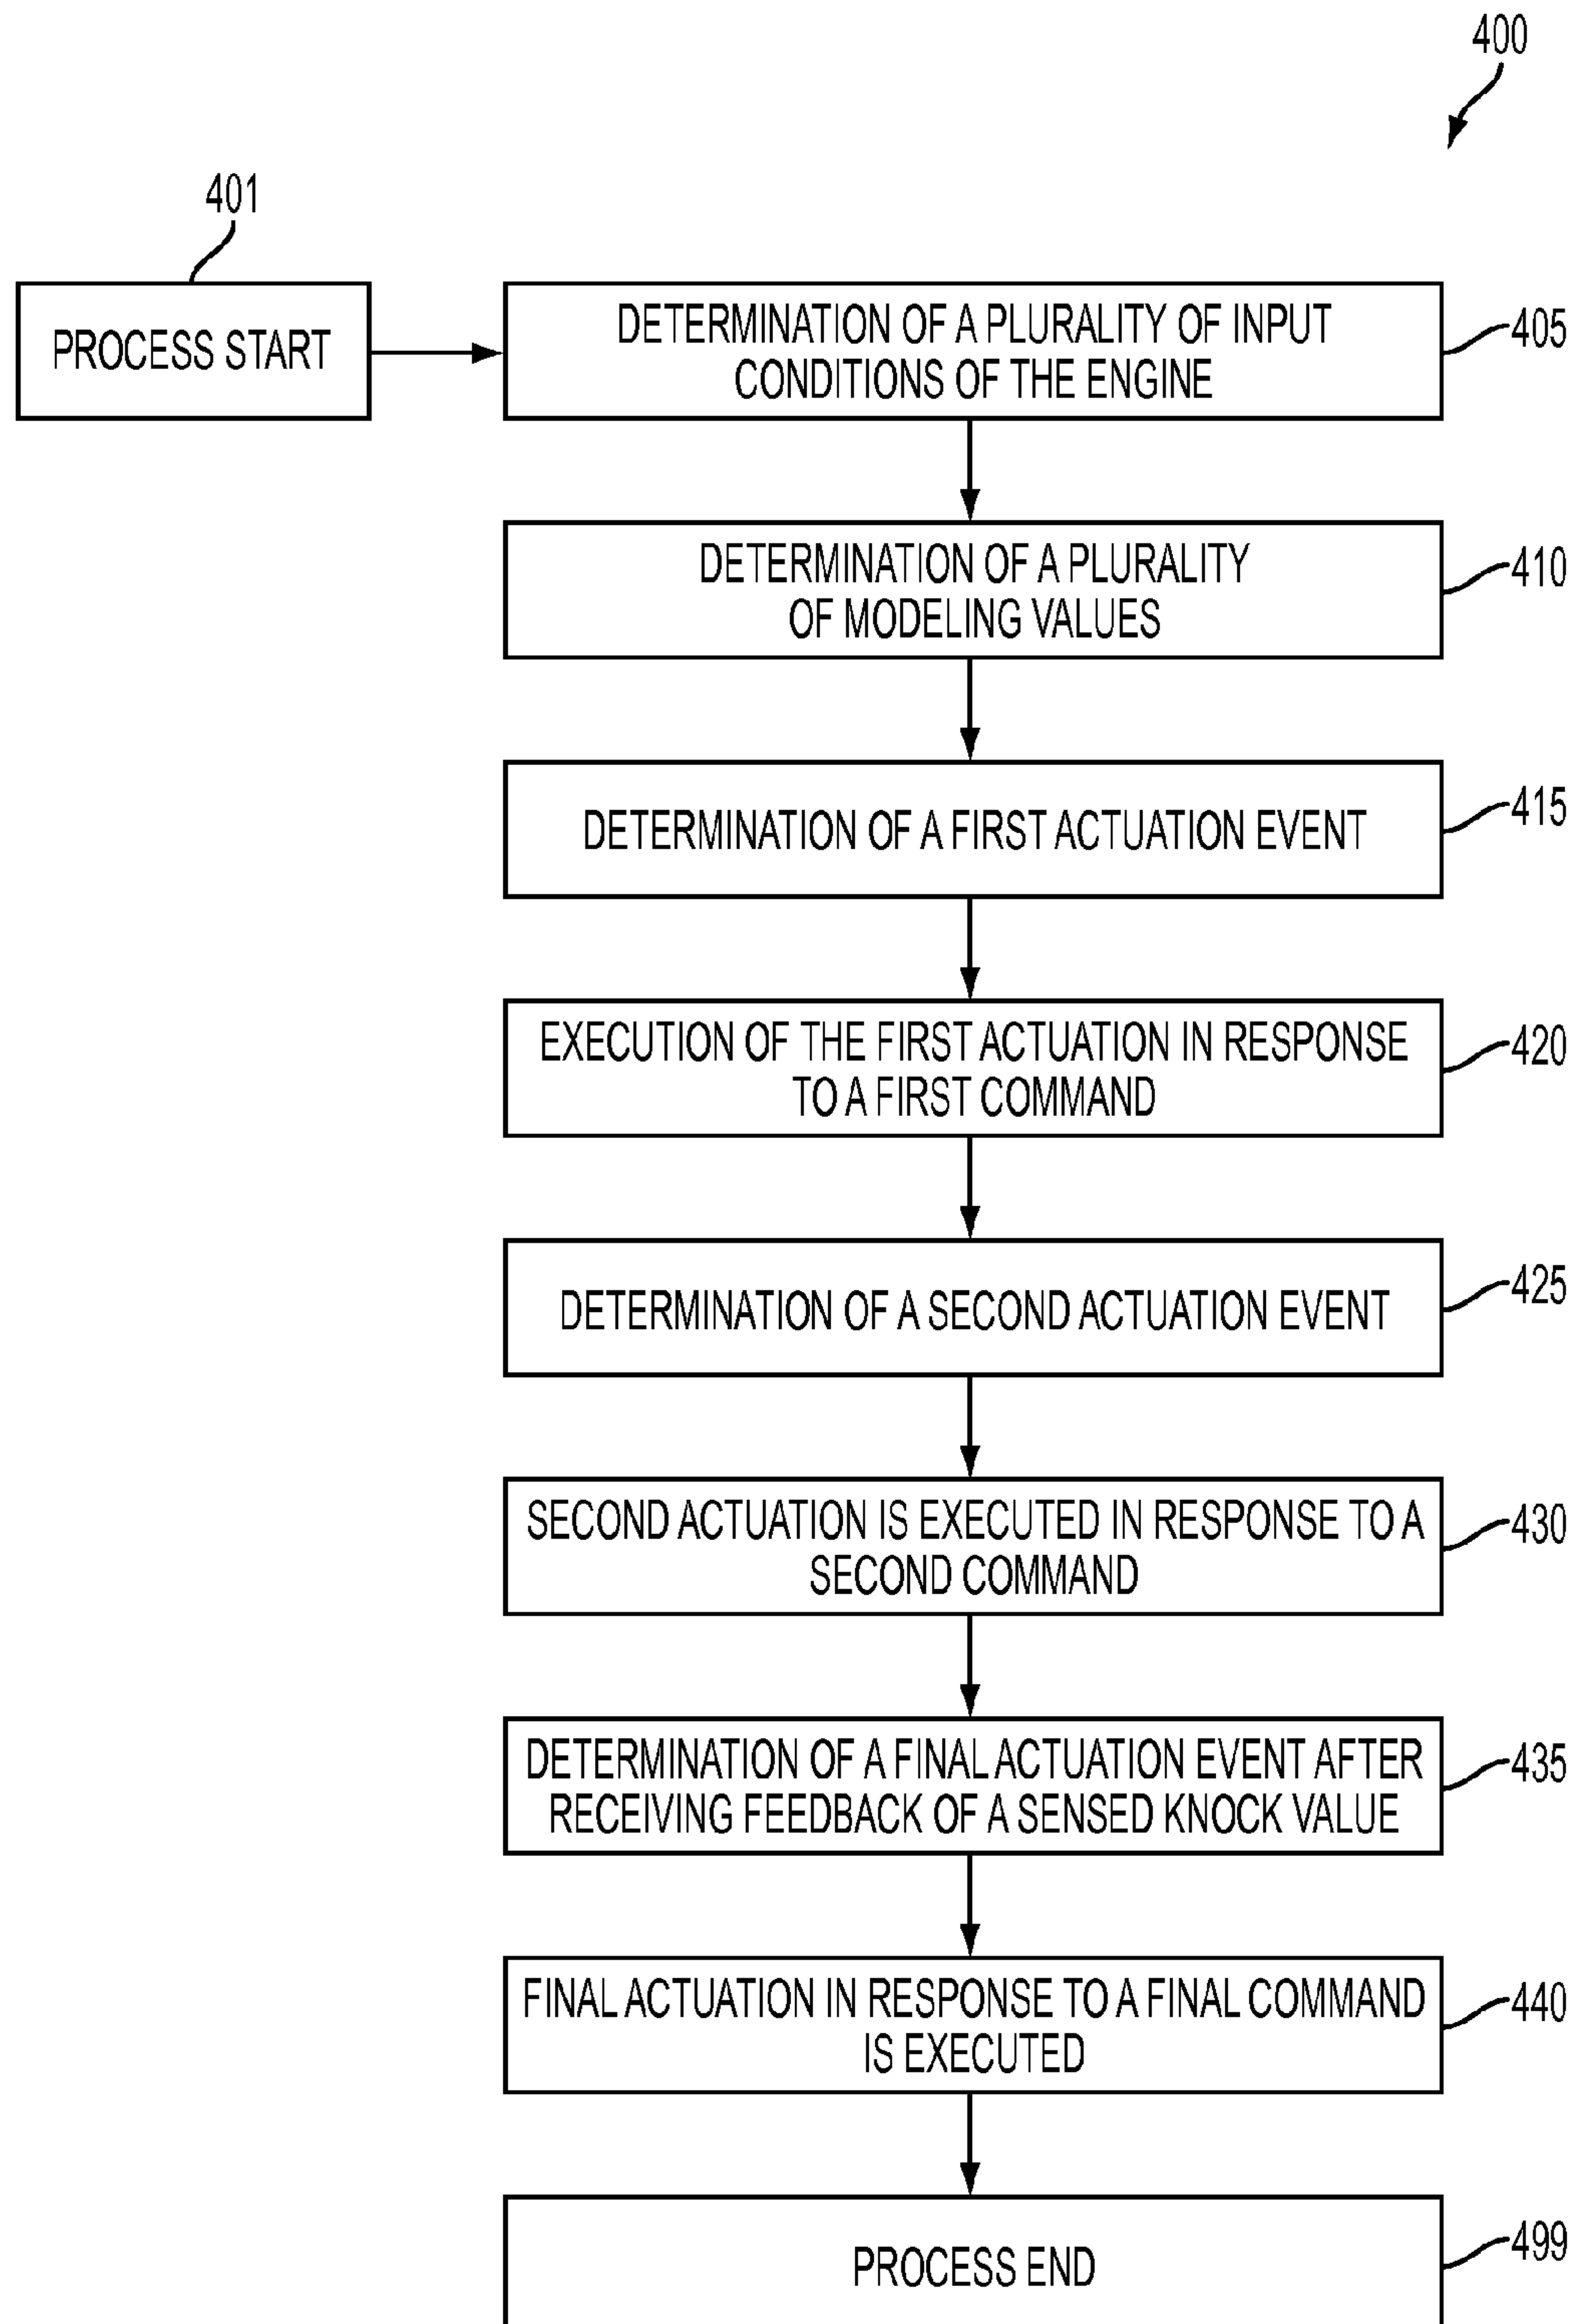 400
401
PROCESS START
DETERMINATION OF A PLURALITY OF INPUT
CONDITIONS OF THE ENGINE
405
DETERMINATION OF A PLURALITY
OF MODELING VALUES
410
DETERMINATION OF A FIRST ACTUATION EVENT
415
EXECUTION OF THE FIRST ACTUATION IN RESPONSE
TO A FIRST COMMAND
420
DETERMINATION OF A SECOND ACTUATION EVENT
425
SECOND ACTUATION IS EXECUTED IN RESPONSE TO A
SECOND COMMAND
430
DETERMINATION OF A FINAL ACTUATION EVENT AFTER
RECEIVING FEEDBACK OF A SENSED KNOCK VALUE
435
FINAL ACTUATION IN RESPONSE TO A FINAL COMMAND
IS EXECUTED
440
PROCESS END
499